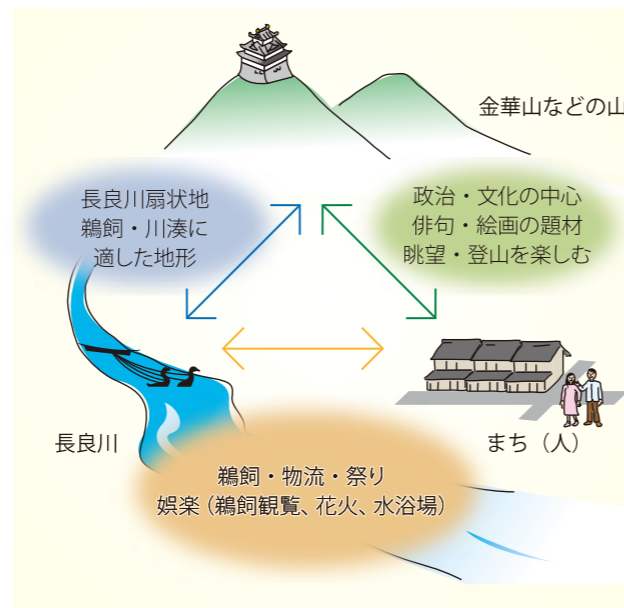 金華山などの山
長良川扇状地
鵜飼・川湊に
適した地形
政治・文化の中心
俳句・絵画の題材
眺望・登山を楽しむ
長良川
まち（人）
鵜飼・物流・祭り
娯楽（鵜飼観覧、花火、水浴場）